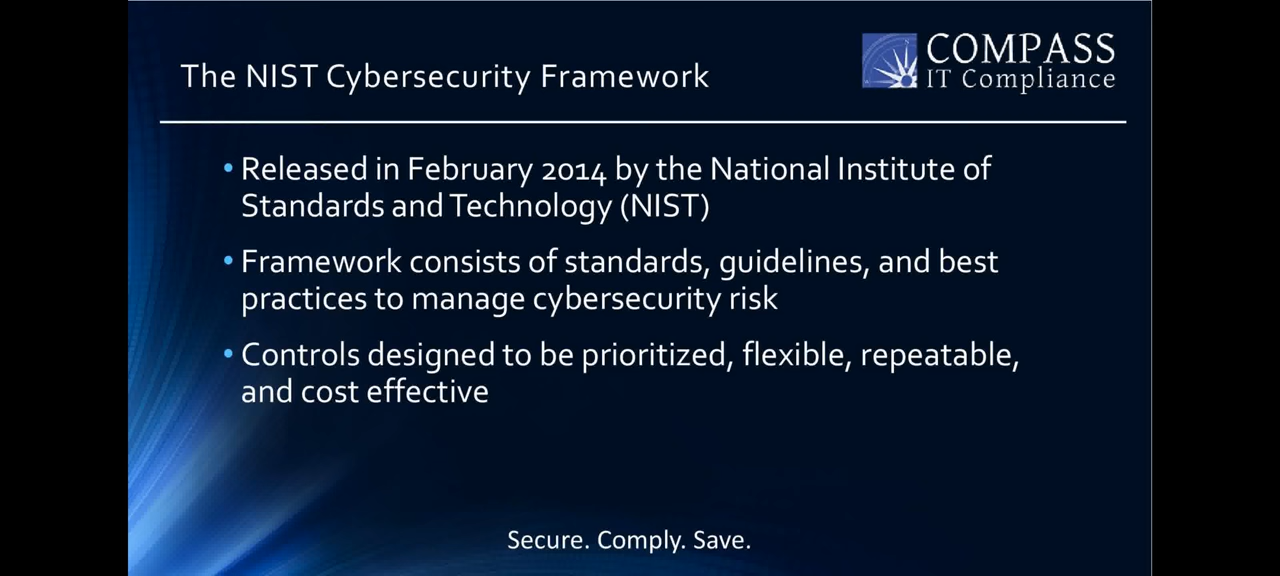 The NIST Cybersecurity Framework
COMPASS
IT Compliance
• Released in February 2014 by the National Institute of
Standards and Technology (NIST)
• Framework consists of standards, guidelines, and best
practices to manage cybersecurity risk
• Controls designed to be prioritized, flexible, repeatable,
and cost effective
Secure. Comply. Save.